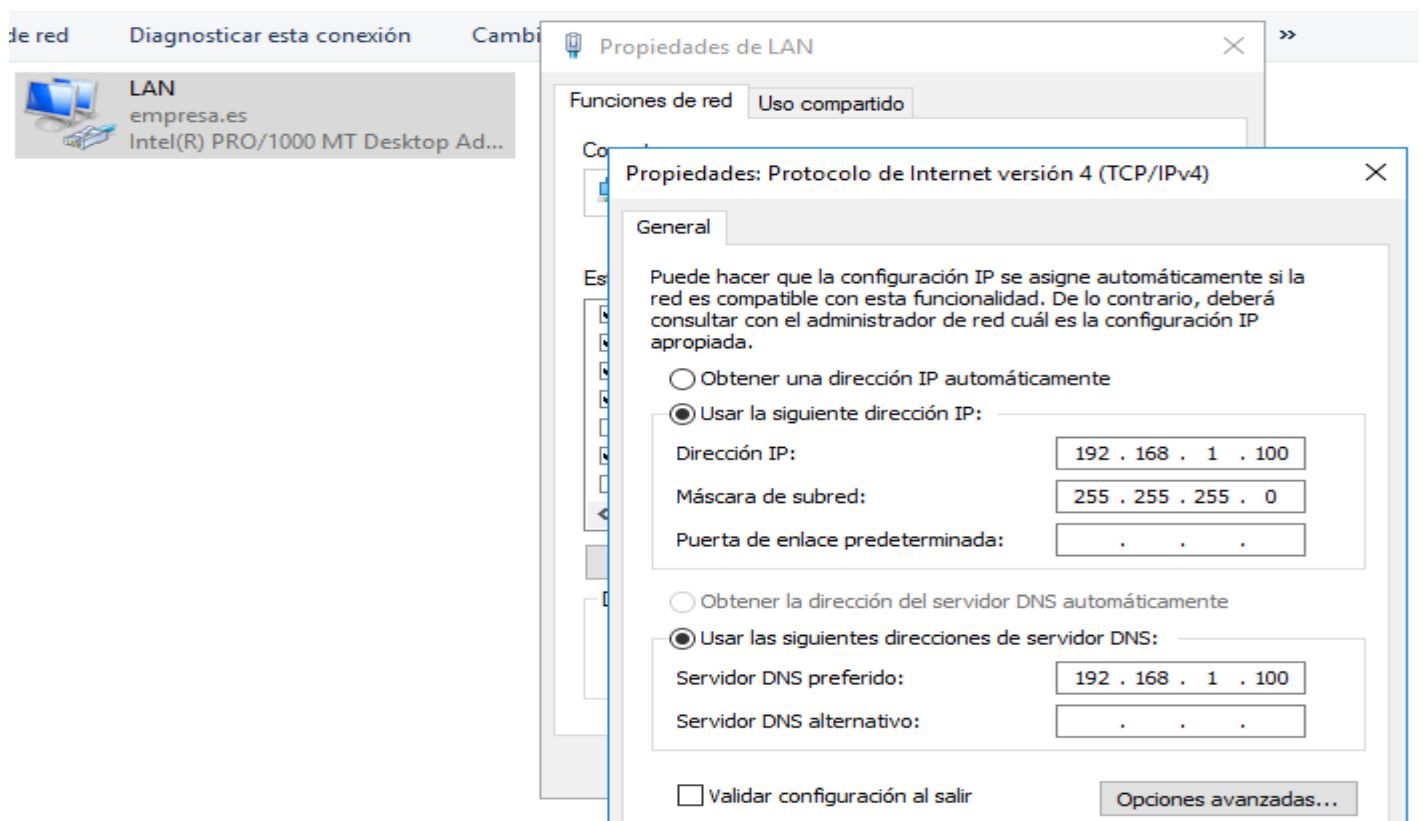 de red Diagnosticar esta conexión Cambi »
LAN
empresa.es
Intel(R) PRO/1000 MT Desktop Ad...
Propiedades de LAN
Funciones de red Uso compartido
Propiedades: Protocolo de Internet versión 4 (TCP/IPv4)
General
Puede hacer que la configuración IP se asigne automáticamente si la
red es compatible con esta funcionalidad. De lo contrario, deberá
consultar con el administrador de red cuál es la configuración IP
apropiada.
Obtener una dirección IP automáticamente
Usar la siguiente dirección IP:
Dirección IP: 192 . 168 . 1 . 100
Máscara de subred: 255 . 255 . 255 . 0
Puerta de enlace predeterminada: . . .
Obtener la dirección del servidor DNS automáticamente
Usar las siguientes direcciones de servidor DNS:
Servidor DNS preferido: 192 . 168 . 1 . 100
Servidor DNS alternativo: . . .
Validar configuración al salir Opciones avanzadas...